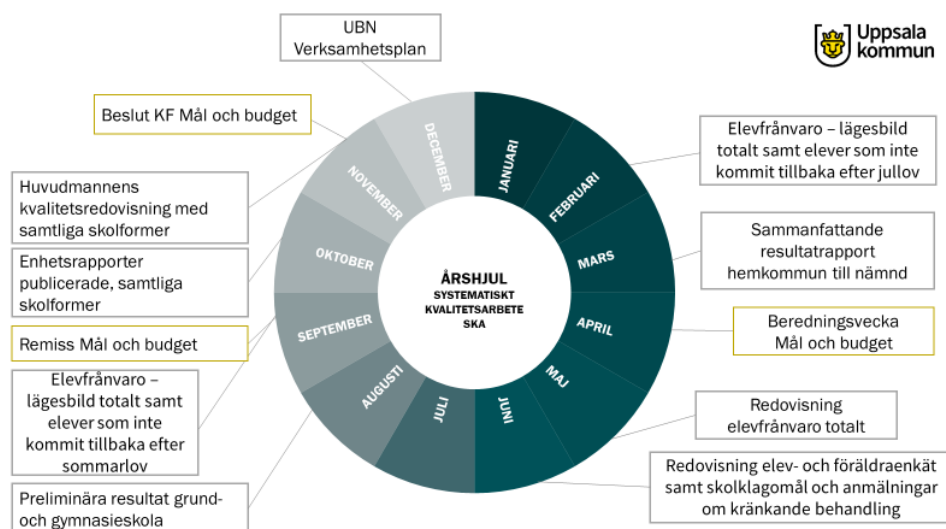 UBN
Verksamhetsplan
Uppsala
kommun
Beslut KF Mål och budget
Huvudmannens
kvalitetsredovisning med
samtliga skolformer
Enhetsrapporter
publicerade, samtliga
skolformer
Remiss Mål och budget
Elevfrånvaro –
lägesbild totalt samt
elever som inte
kommit tillbaka efter
sommarlov
Preliminära resultat grund-
och gymnasieskola
JANUARI
FEBRUARI
MARS
APRIL
MAJ
JUNI
JULI
AUGUSTI
SEPTEMBER
OKTOBER
NOVEMBER
DECEMBER
ÅRSHJUL
SYSTEMATISKT
KVALITETSARBETE
SKA
Elevfrånvaro – lägesbild
totalt samt elever som inte
kommit tillbaka efter jullov
Sammanfattande
resultatrapport
hemkommun till nämnd
Beredningsvecka
Mål och budget
Redovisning
elevfrånvaro totalt
Redovisning elev- och föräldraenkät
samt skolklagomål och anmälningar
om kränkande behandling